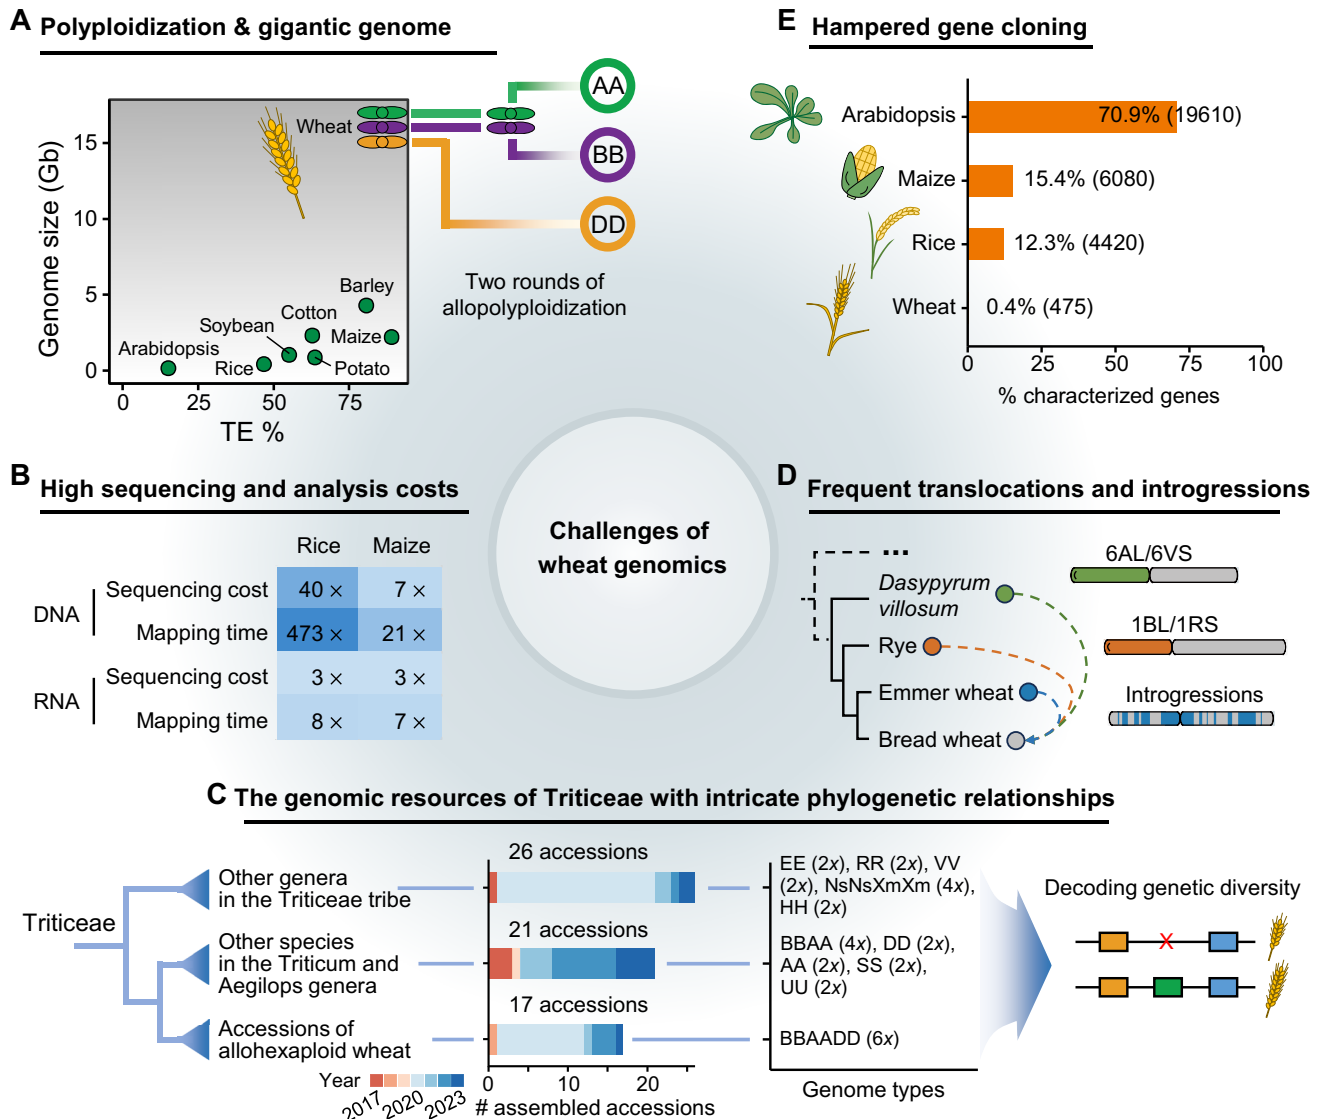 A Polyploidization & gigantic genome
Genome size (Gb)
15
10
5
0
Wheat
Barley
Cotton
Soybean
Maize
Arabidopsis
Rice
Potato
0 25 50 75
TE %
AA
BB
DD
Two rounds of
allopolyploidization
E Hampered gene cloning
Arabidopsis 70.9% (19610)
Maize 15.4% (6080)
Rice 12.3% (4420)
Wheat 0.4% (475)
0 25 50 75 100
% characterized genes
B High sequencing and analysis costs
Rice Maize
DNA
Sequencing cost 40 × 7 ×
Mapping time 473 × 21 ×
RNA
Sequencing cost 3 × 3 ×
Mapping time 8 × 7 ×
Challenges of
wheat genomics
D Frequent translocations and introgressions
...
Dasypyrum
villosum
Rye
Emmer wheat
Bread wheat
6AL/6VS
1BL/1RS
Introgressions
C The genomic resources of Triticeae with intricate phylogenetic relationships
Triticeae
Other genera
in the Triticeae tribe
Other species
in the Triticum and
Aegilops genera
Accessions of
allohexaploid wheat
Year
2017 2020 2023
26 accessions
21 accessions
17 accessions
0 10 20
# assembled accessions
EE (2x), RR (2x), VV
(2x), NsNsXmXm (4x),
HH (2x)
BBAA (4x), DD (2x),
AA (2x), SS (2x),
UU (2x)
BBAADD (6x)
Genome types
Decoding genetic diversity
X